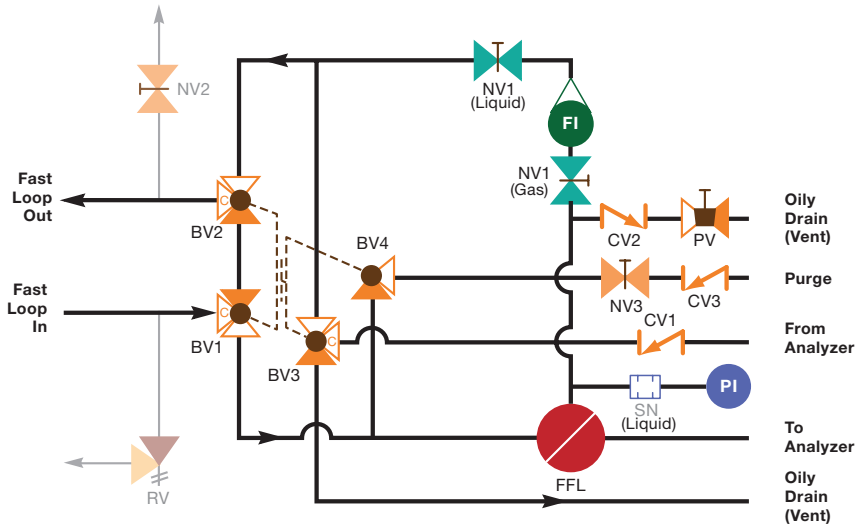 NV2
NV1
(Liquid)
FI
NV1
(Gas)
Fast
Loop
Out
C
BV2
BV4
CV2
PV
Oily
Drain
(Vent)
NV3
CV3
Purge
Fast
Loop
In
C
BV1
BV3
C
CV1
From
Analyzer
SN
(Liquid)
PI
RV
FFL
To
Analyzer
Oily
Drain
(Vent)